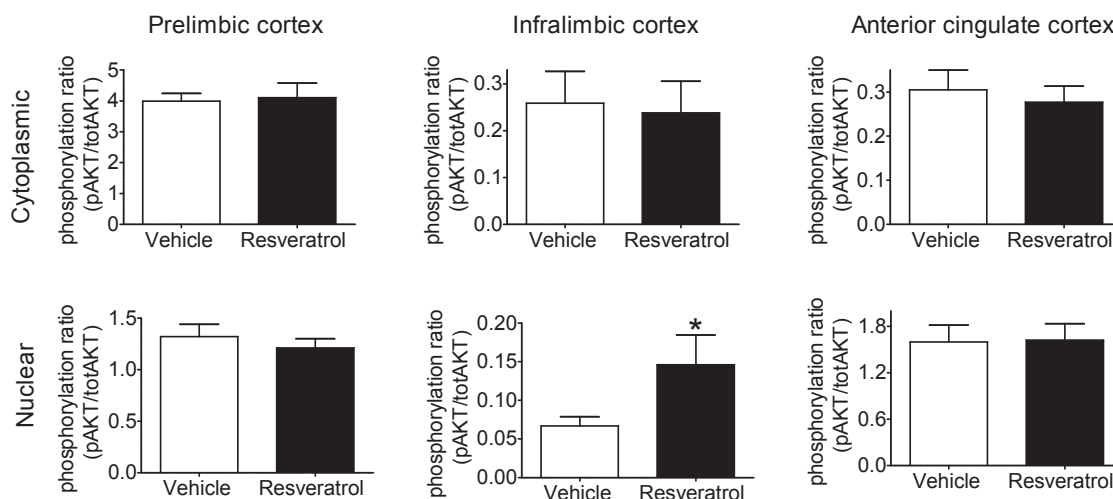 Prelimbic cortex
Infralimbic cortex
Anterior cingulate cortex
Cytoplasmic
phosphorylation ratio
(pAKT/totAKT)
5
4
3
2
1
0
Vehicle Resveratrol
phosphorylation ratio
(pAKT/totAKT)
0.3
0.2
0.1
0.0
Vehicle Resveratrol
phosphorylation ratio
(pAKT/totAKT)
0.3
0.2
0.1
0.0
Vehicle Resveratrol
Nuclear
phosphorylation ratio
(pAKT/totAKT)
1.5
1.0
0.5
0.0
Vehicle Resveratrol
phosphorylation ratio
(pAKT/totAKT)
0.20
0.15
0.10
0.05
0.00
*
Vehicle Resveratrol
phosphorylation ratio
(pAKT/totAKT)
1.8
1.2
0.6
0.0
Vehicle Resveratrol